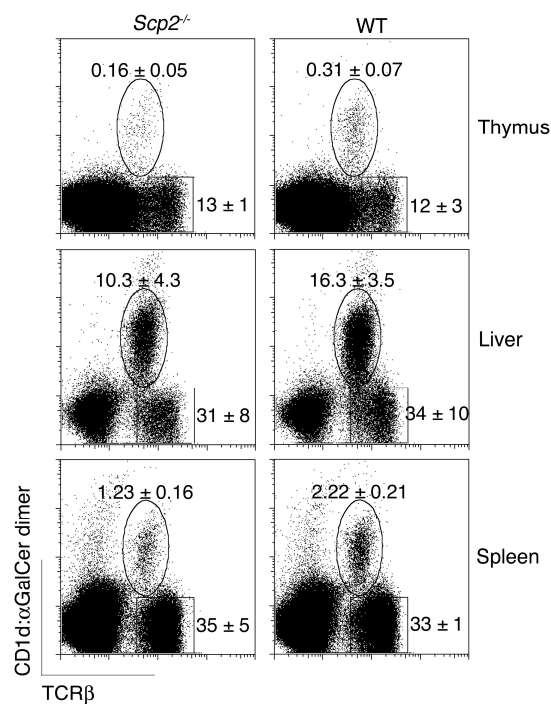 Scp2-/- WT
0.16 ± 0.05 0.31 ± 0.07
Thymus
13 ± 1 12 ± 3
10.3 ± 4.3 16.3 ± 3.5
Liver
31 ± 8 34 ± 10
1.23 ± 0.16 2.22 ± 0.21
Spleen
35 ± 5 33 ± 1
CD1d:αGalCer dimer
TCRβ